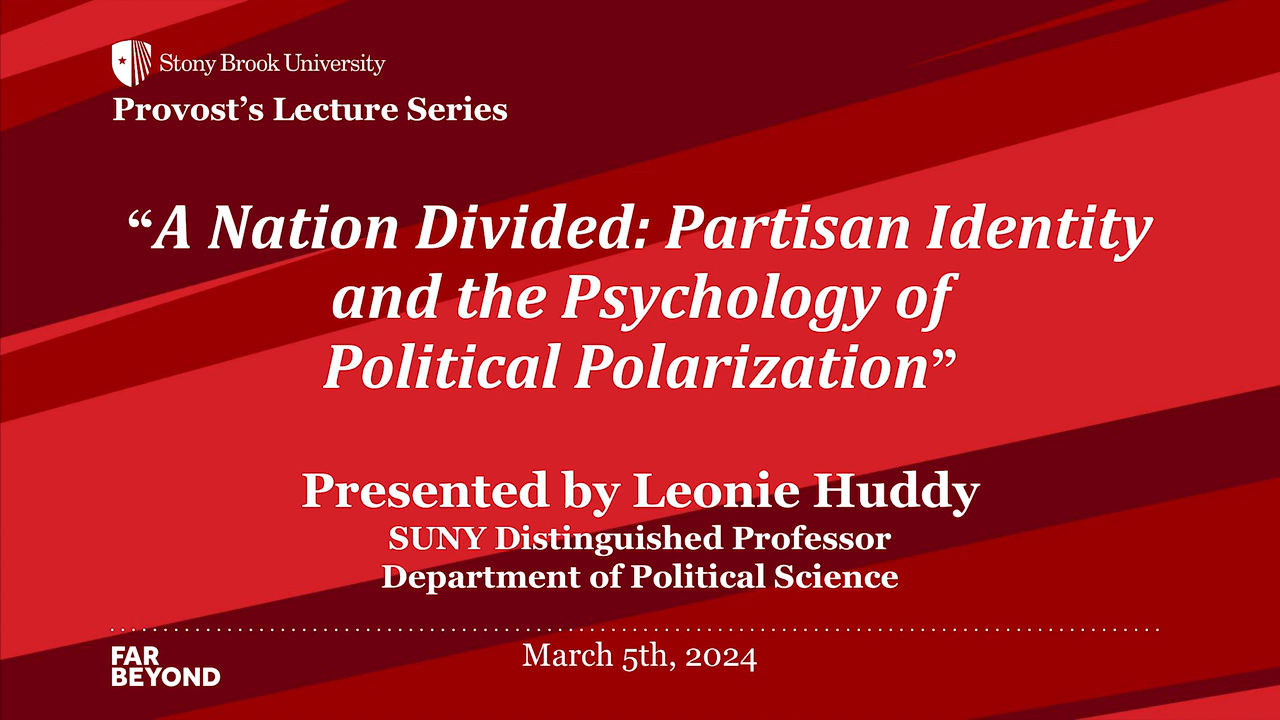 Stony Brook University
Provost’s Lecture Series
“A Nation Divided: Partisan Identity
and the Psychology of
Political Polarization”
Presented by Leonie Huddy
SUNY Distinguished Professor
Department of Political Science
March 5th, 2024
FAR
BEYOND